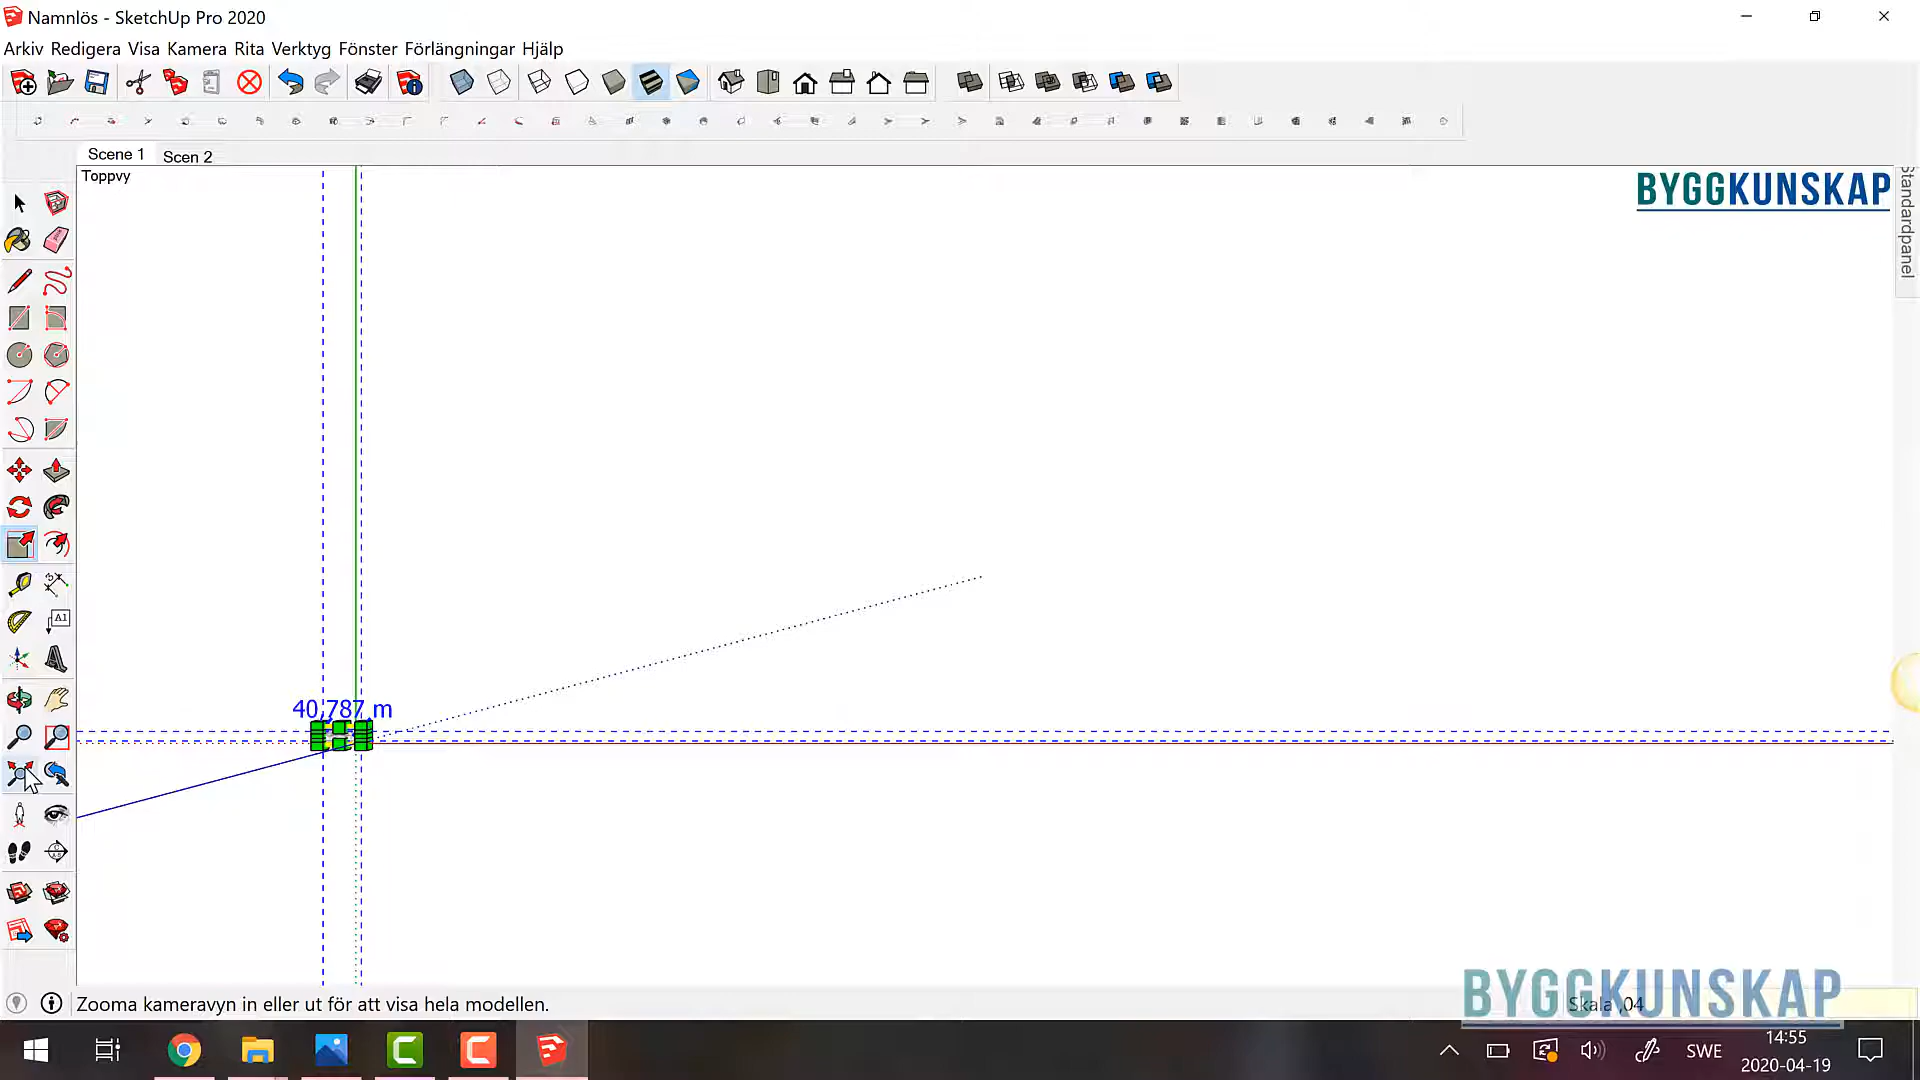 Namnlös - SketchUp Pro 2020
Arkiv Redigera Visa Kamera Rita Verktyg Fönster Förlängningar Hjälp
Scene 1 Scen 2
Toppvy
BYGGKUNSKAP
Standardpanel
40,787 m
A1
Zooma kameravyn in eller ut för att visa hela modellen.
Skala ,04
BYGGKUNSKAP
SWE
14:55
2020-04-19